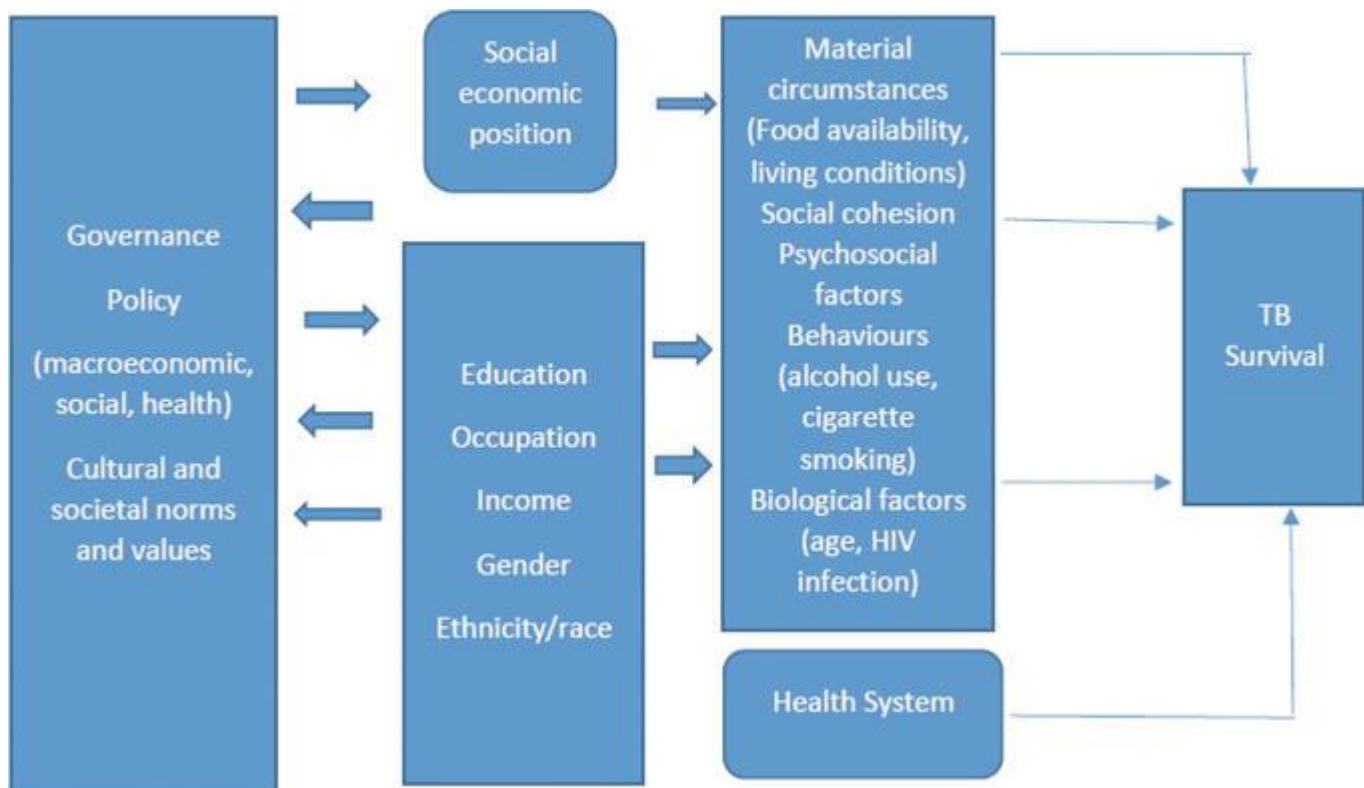 Governance
Policy
(macroeconomic,
social, health)
Cultural and
societal norms
and values
Social
economic
position
Education
Occupation
Income
Gender
Ethnicity/race
Material
circumstances
(Food availability,
living conditions)
Social cohesion
Psychosocial
factors
Behaviours
(alcohol use,
cigarette
smoking)
Biological factors
(age, HIV
infection)
Health System
TB
Survival